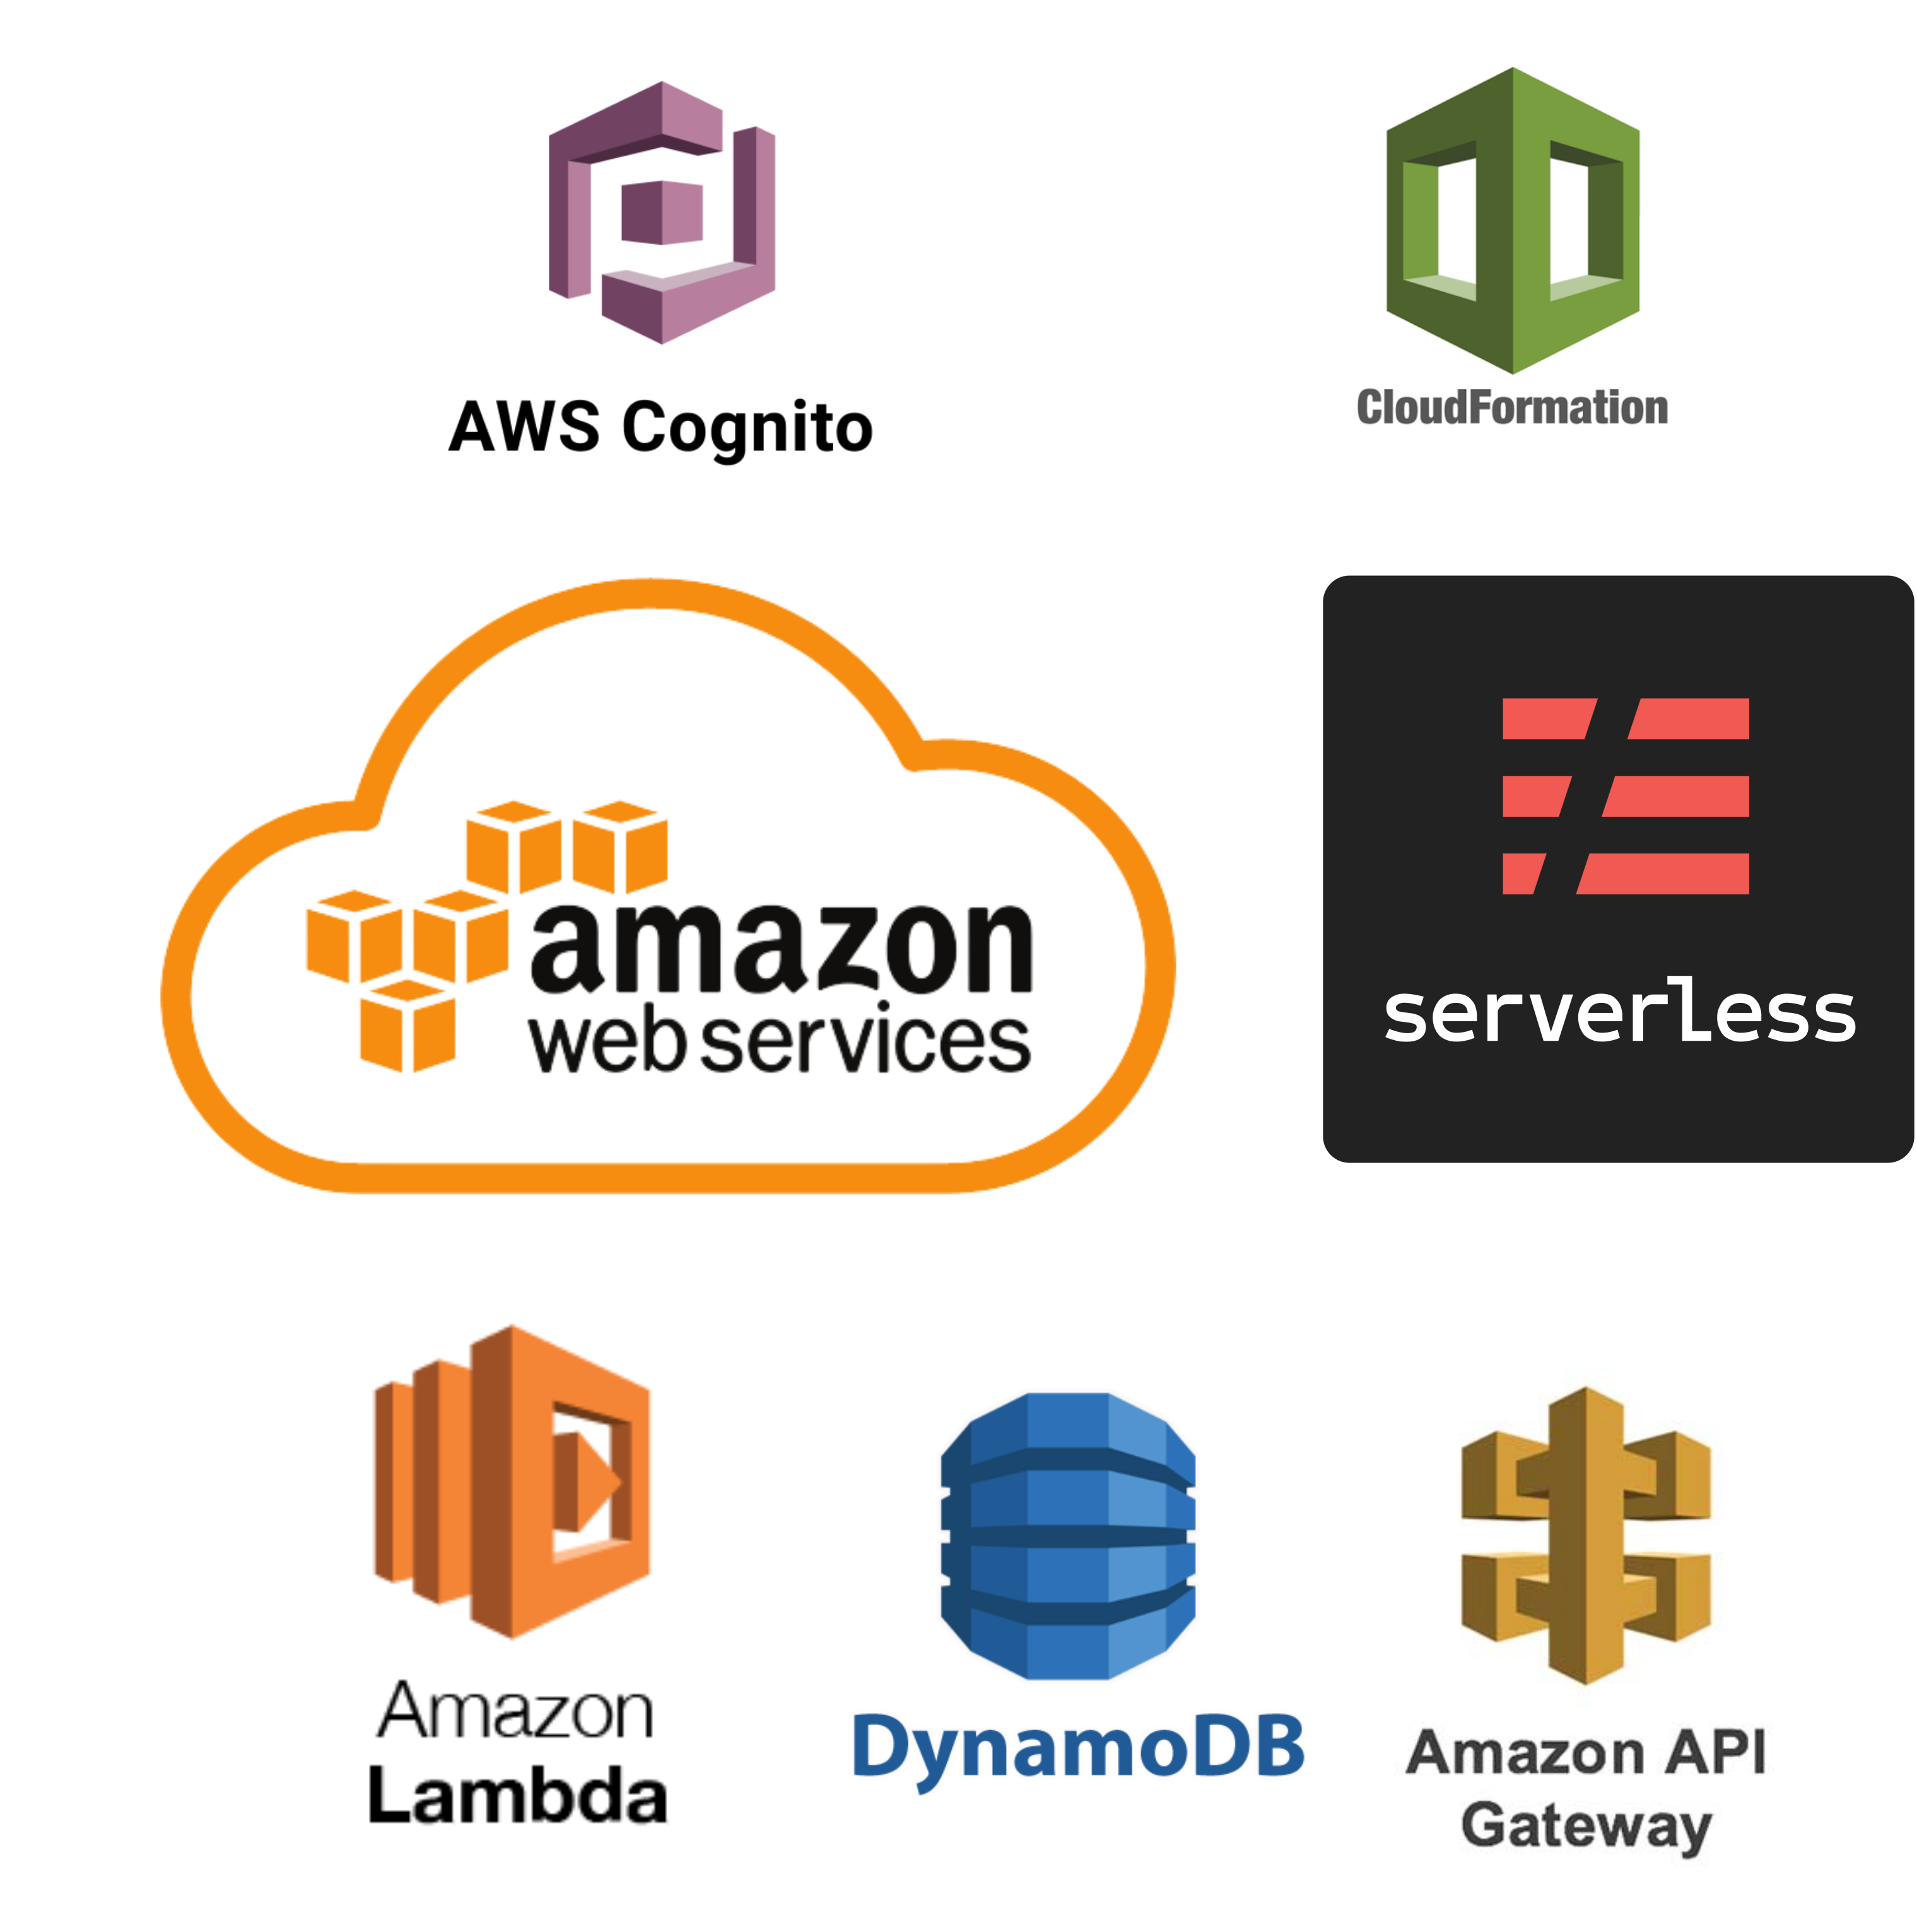 AWS Cognito
CloudFormation
amazon
web services
serverless
Amazon
Lambda
DynamoDB
Amazon API
Gateway